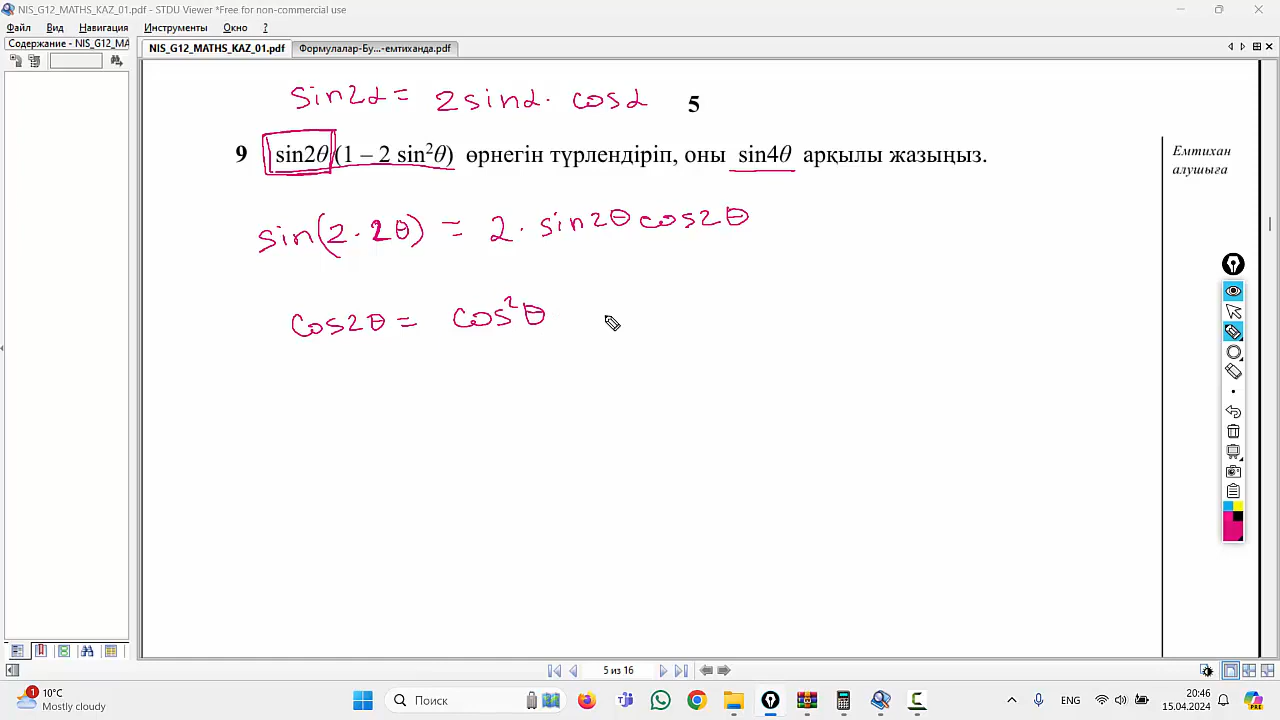 NIS_G12_MATHS_KAZ_01.pdf - STDU Viewer *Free for non-commercial use
Файл Вид Навигация Инструменты Окно ?
Содержание - NIS_G12_MA
NIS_G12_MATHS_KAZ_01.pdf Формулалар-Бу...-емтиханда.pdf
sin2α = 2sinα · cosα
5
9 sin2θ (1 – 2 sin²θ) өрнегін түрлендіріп, оны sin4θ арқылы жазыңыз.
Емтихан
алушыға
sin(2·2θ) = 2·sin2θ cos2θ
cos2θ = cos²θ
5 из 16
1
10°C
Mostly cloudy
Поиск
ENG
20:46
15.04.2024